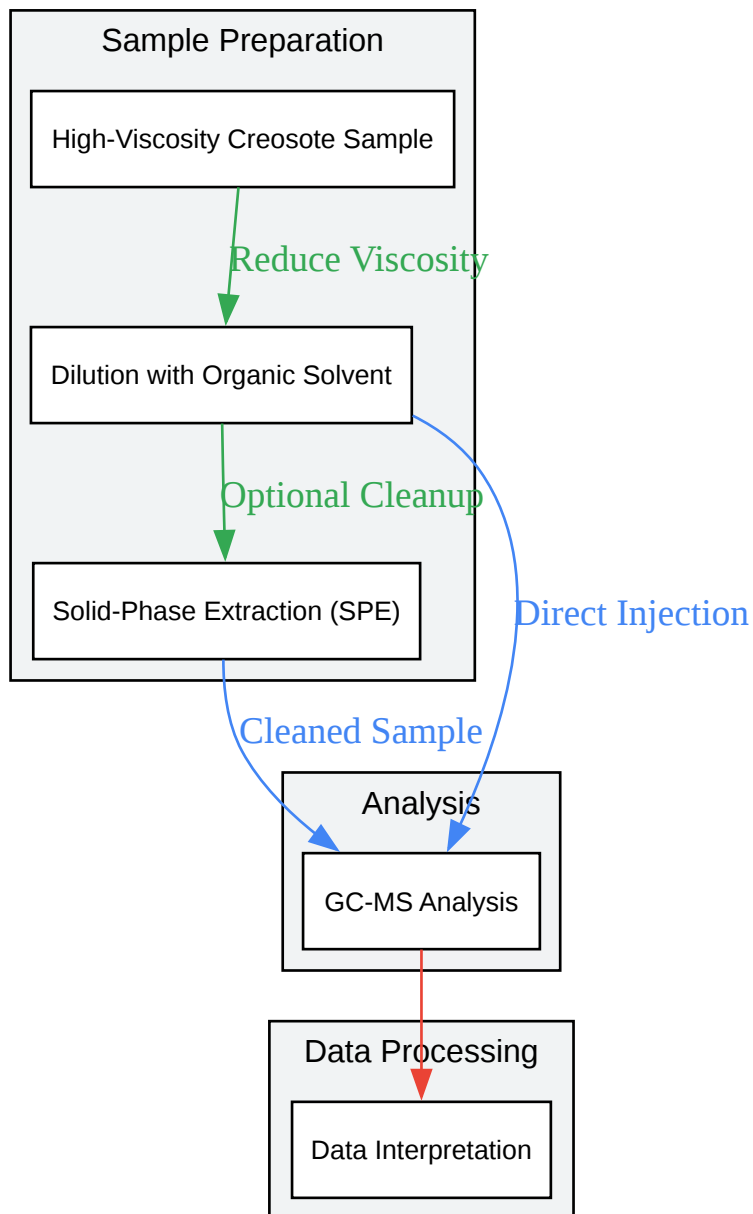 Sample Preparation
High-Viscosity Creosote Sample
Reduce Viscosity
Dilution with Organic Solvent
Optional Cleanup
Solid-Phase Extraction (SPE)
Direct Injection
Cleaned Sample
Analysis
GC-MS Analysis
Data Processing
Data Interpretation